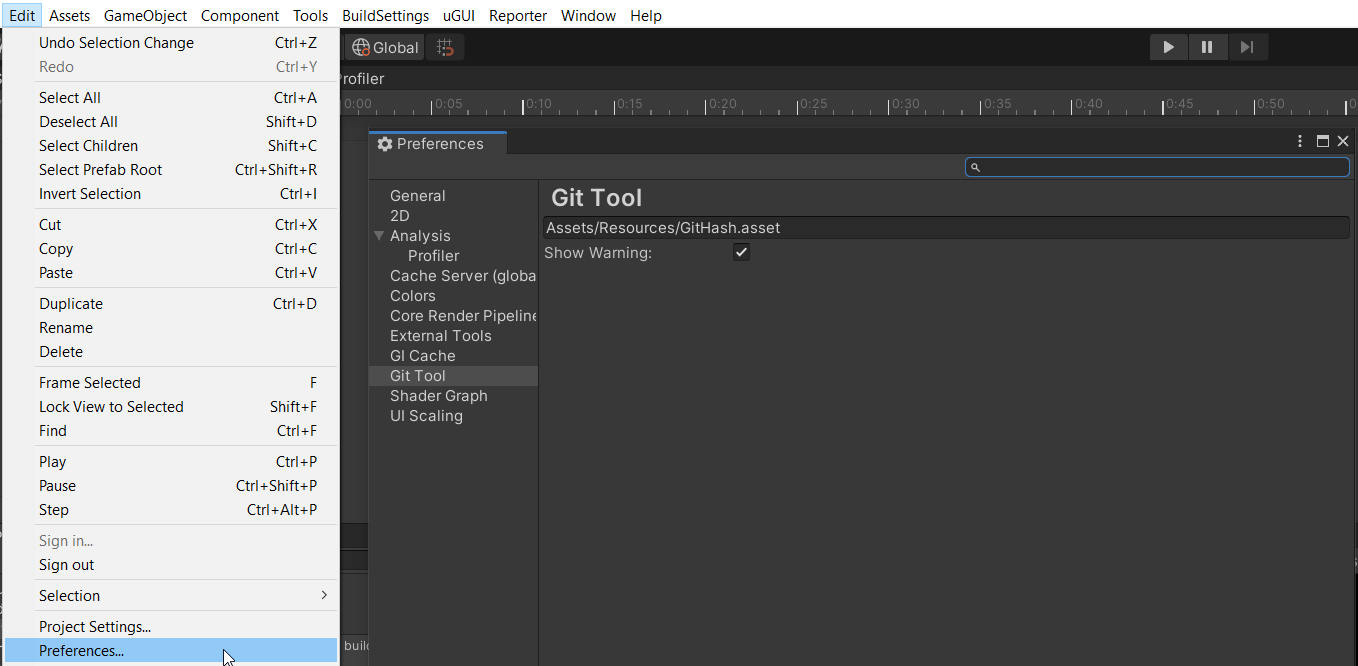 Edit Assets GameObject Component Tools BuildSettings uGUI Reporter Window Help
Undo Selection Change Ctrl+Z
Redo Ctrl+Y
Select All Ctrl+A
Deselect All Shift+D
Select Children Shift+C
Select Prefab Root Ctrl+Shift+R
Invert Selection Ctrl+I
Cut Ctrl+X
Copy Ctrl+C
Paste Ctrl+V
Duplicate Ctrl+D
Rename
Delete
Frame Selected F
Lock View to Selected Shift+F
Find Ctrl+F
Play Ctrl+P
Pause Ctrl+Shift+P
Step Ctrl+Alt+P
Sign in...
Sign out
Selection
Project Settings...
Preferences...
Global
rofiler
0:00 0:05 0:10 0:15 0:20 0:25 0:30 0:35 0:40 0:45 0:50
Preferences
General
2D
Analysis
Profiler
Cache Server (globa
Colors
Core Render Pipeline
External Tools
GI Cache
Git Tool
Shader Graph
UI Scaling
Git Tool
Assets/Resources/GitHash.asset
Show Warning: